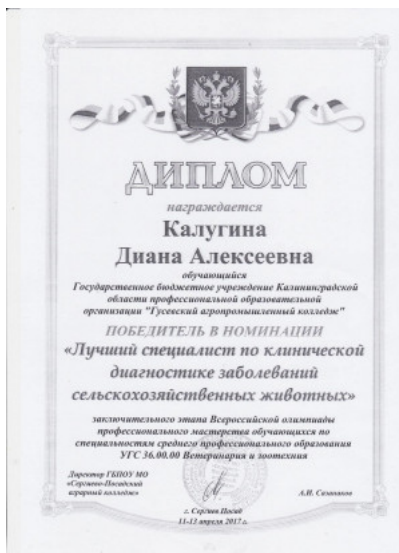 ДИПЛОМ
награждается
Калугина
Диана Алексеевна
обучающийся
Государственное бюджетное учреждение Калининградской
области профессиональной образовательной
организации "Гусевский агропромышленный колледж"
ПОБЕДИТЕЛЬ В НОМИНАЦИИ
«Лучший специалист по клинической
диагностике заболеваний
сельскохозяйственных животных»
заключительного этапа Всероссийской олимпиады
профессионального мастерства обучающихся по
специальностям среднего профессионального образования
УГС 36.00.00 Ветеринария и зоотехния
Директор ГБПОУ МО
«Сергиево-Посадский
аграрный колледж»
А.И.
г. Сергиев Посад
11-13 апреля 2017 г.